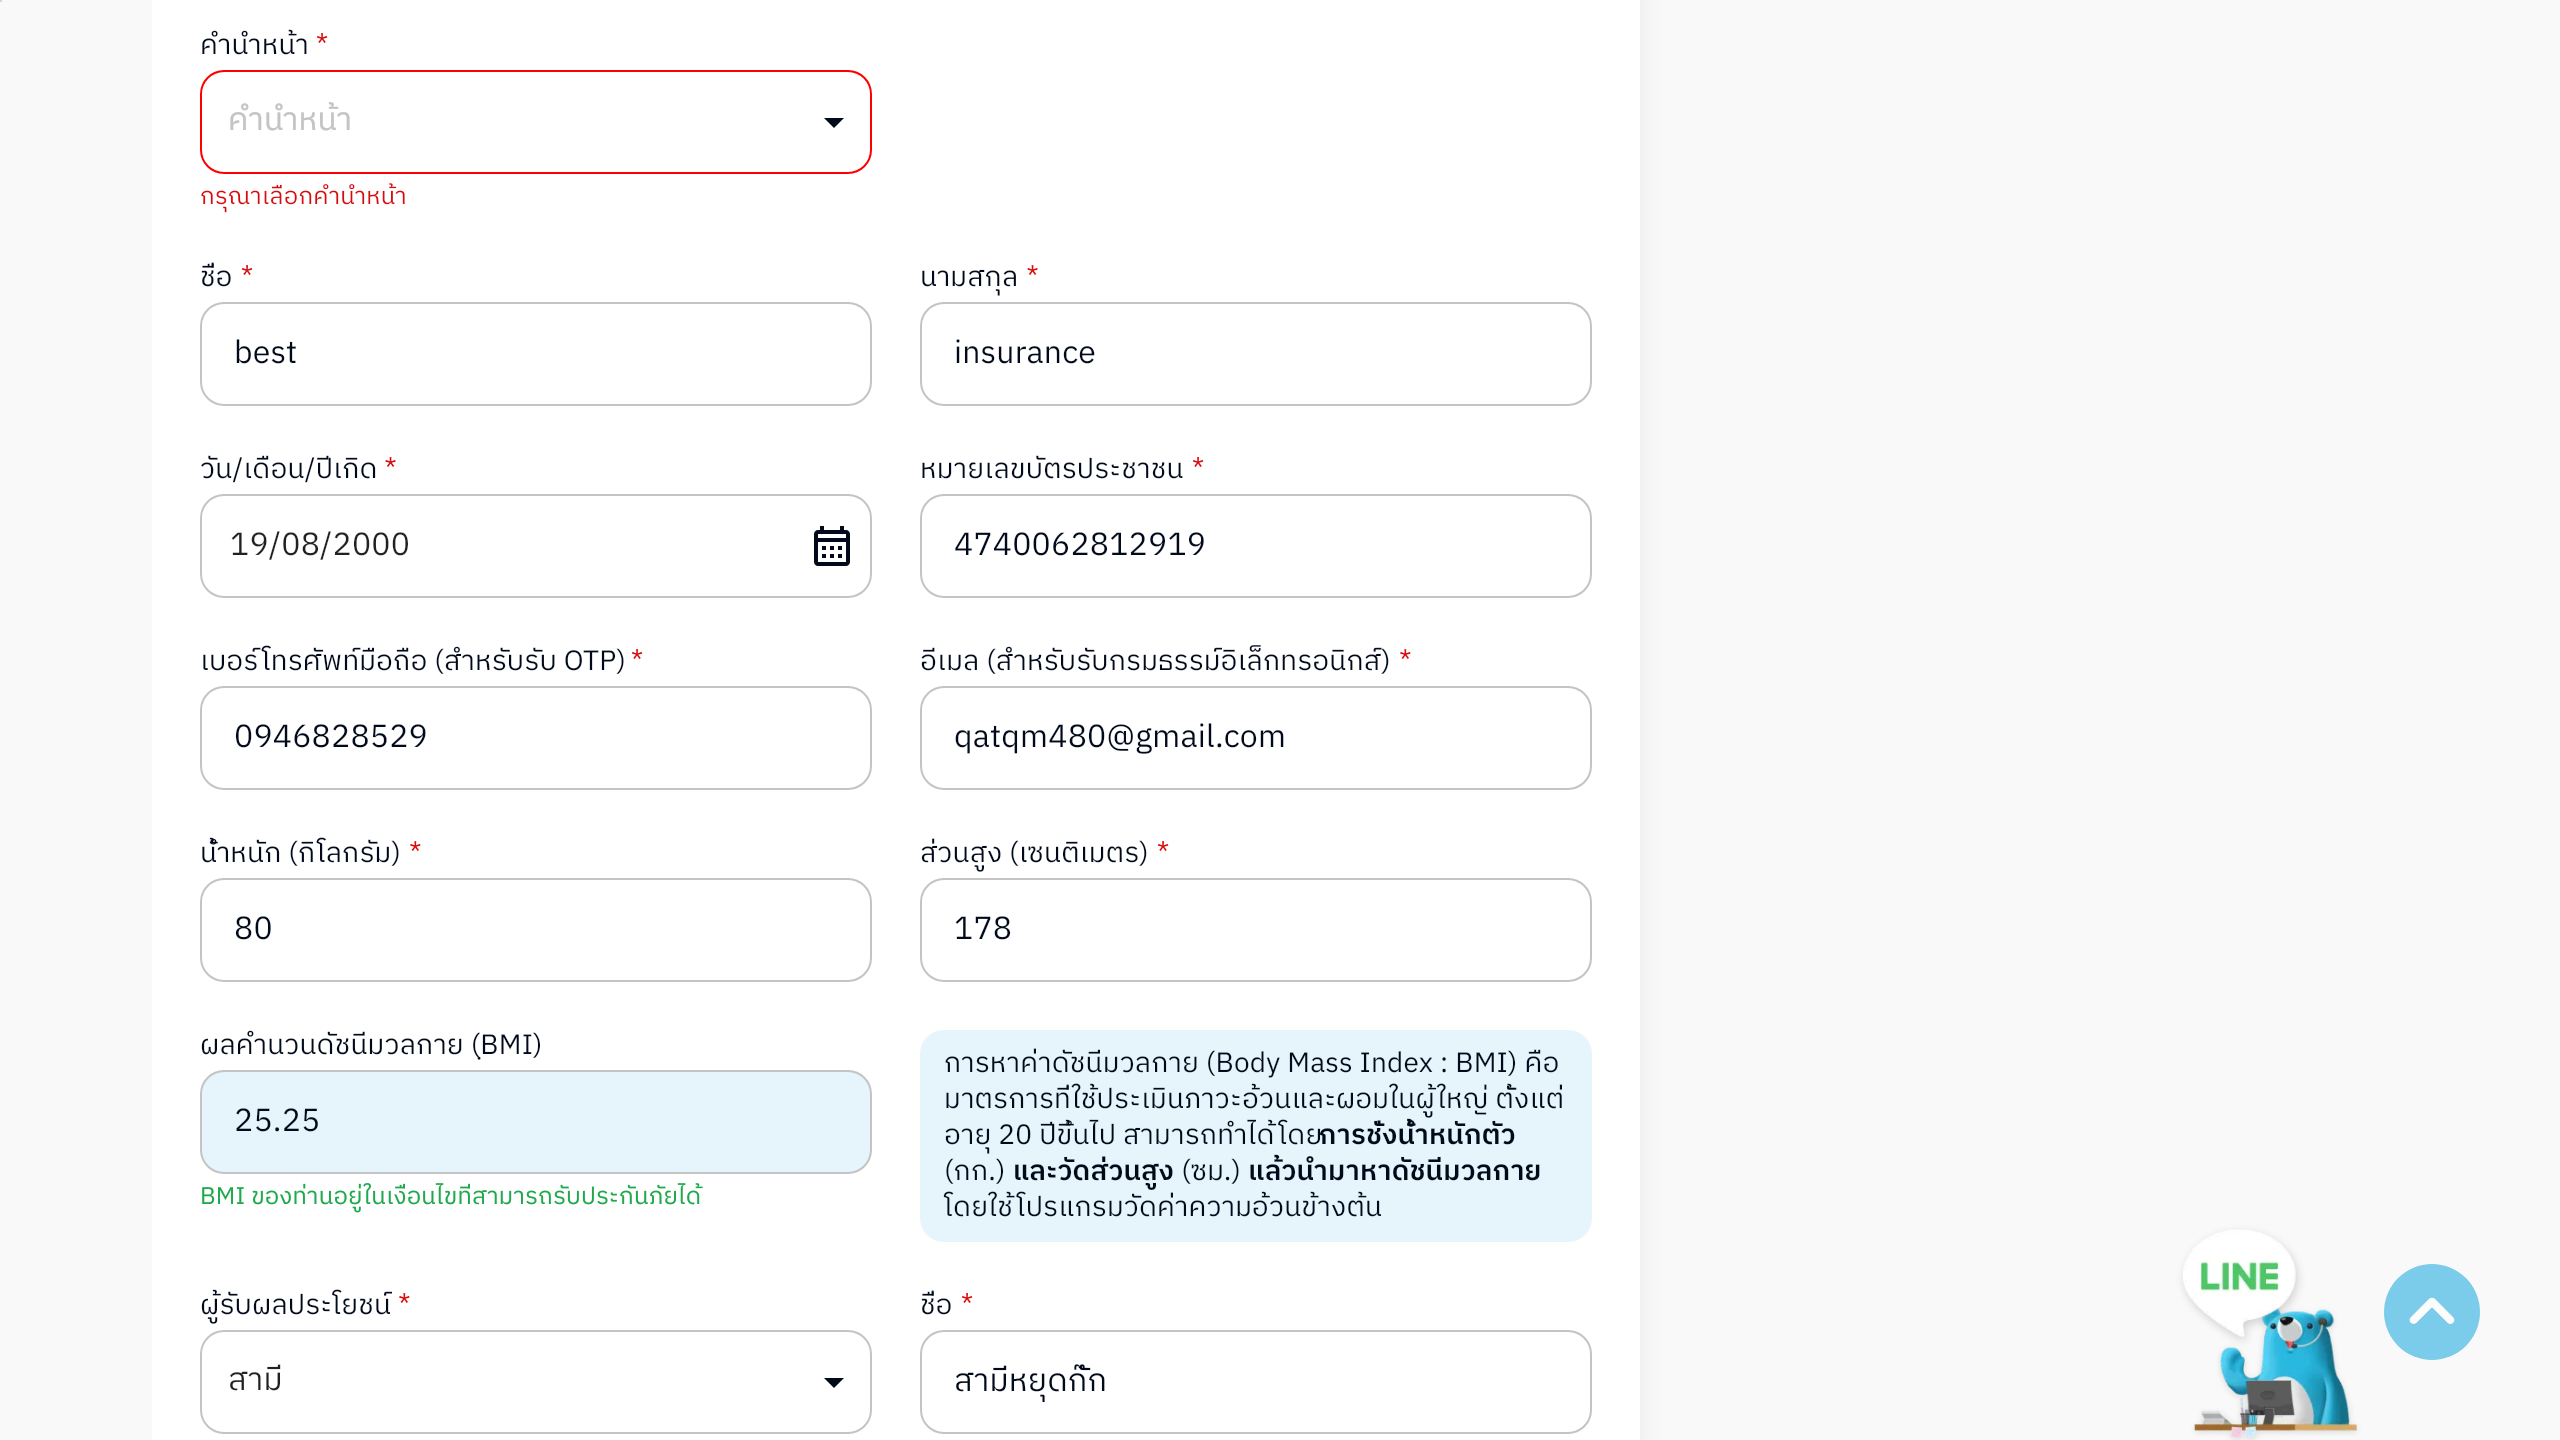 คำนำหน้า *
คำนำหน้า
กรุณาเลือกคำนำหน้า
ชื่อ *
นามสกุล *
best
insurance
วัน/เดือน/ปีเกิด *
หมายเลขบัตรประชาชน *
19/08/2000
4740062812919
เบอร์โทรศัพท์มือถือ (สำหรับรับ OTP) *
อีเมล (สำหรับรับกรมธรรม์อิเล็กทรอนิกส์) *
0946828529
qatqm480@gmail.com
น้ำหนัก (กิโลกรัม) *
ส่วนสูง (เซนติเมตร) *
80
178
ผลคำนวนดัชนีมวลกาย (ฺBMI)
25.25
BMI ของท่านอยู่ในเงื่อนไขที่สามารถรับประกันภัยได้
การหาค่าดัชนีมวลกาย (Body Mass Index : BMI) คือ
มาตรการที่ใช้ประเมินภาวะอ้วนและผอมในผู้ใหญ่ ตั้งแต่
อายุ 20 ปีขึ้นไป สามารถทำได้โดยการชั่งน้ำหนักตัว
(กก.) และวัดส่วนสูง (ซม.) แล้วนำมาหาดัชนีมวลกาย
โดยใช้โปรแกรมวัดค่าความอ้วนข้างต้น
ผู้รับผลประโยชน์ *
ชื่อ *
สามี
สามีหยุดกั๊ก
LINE